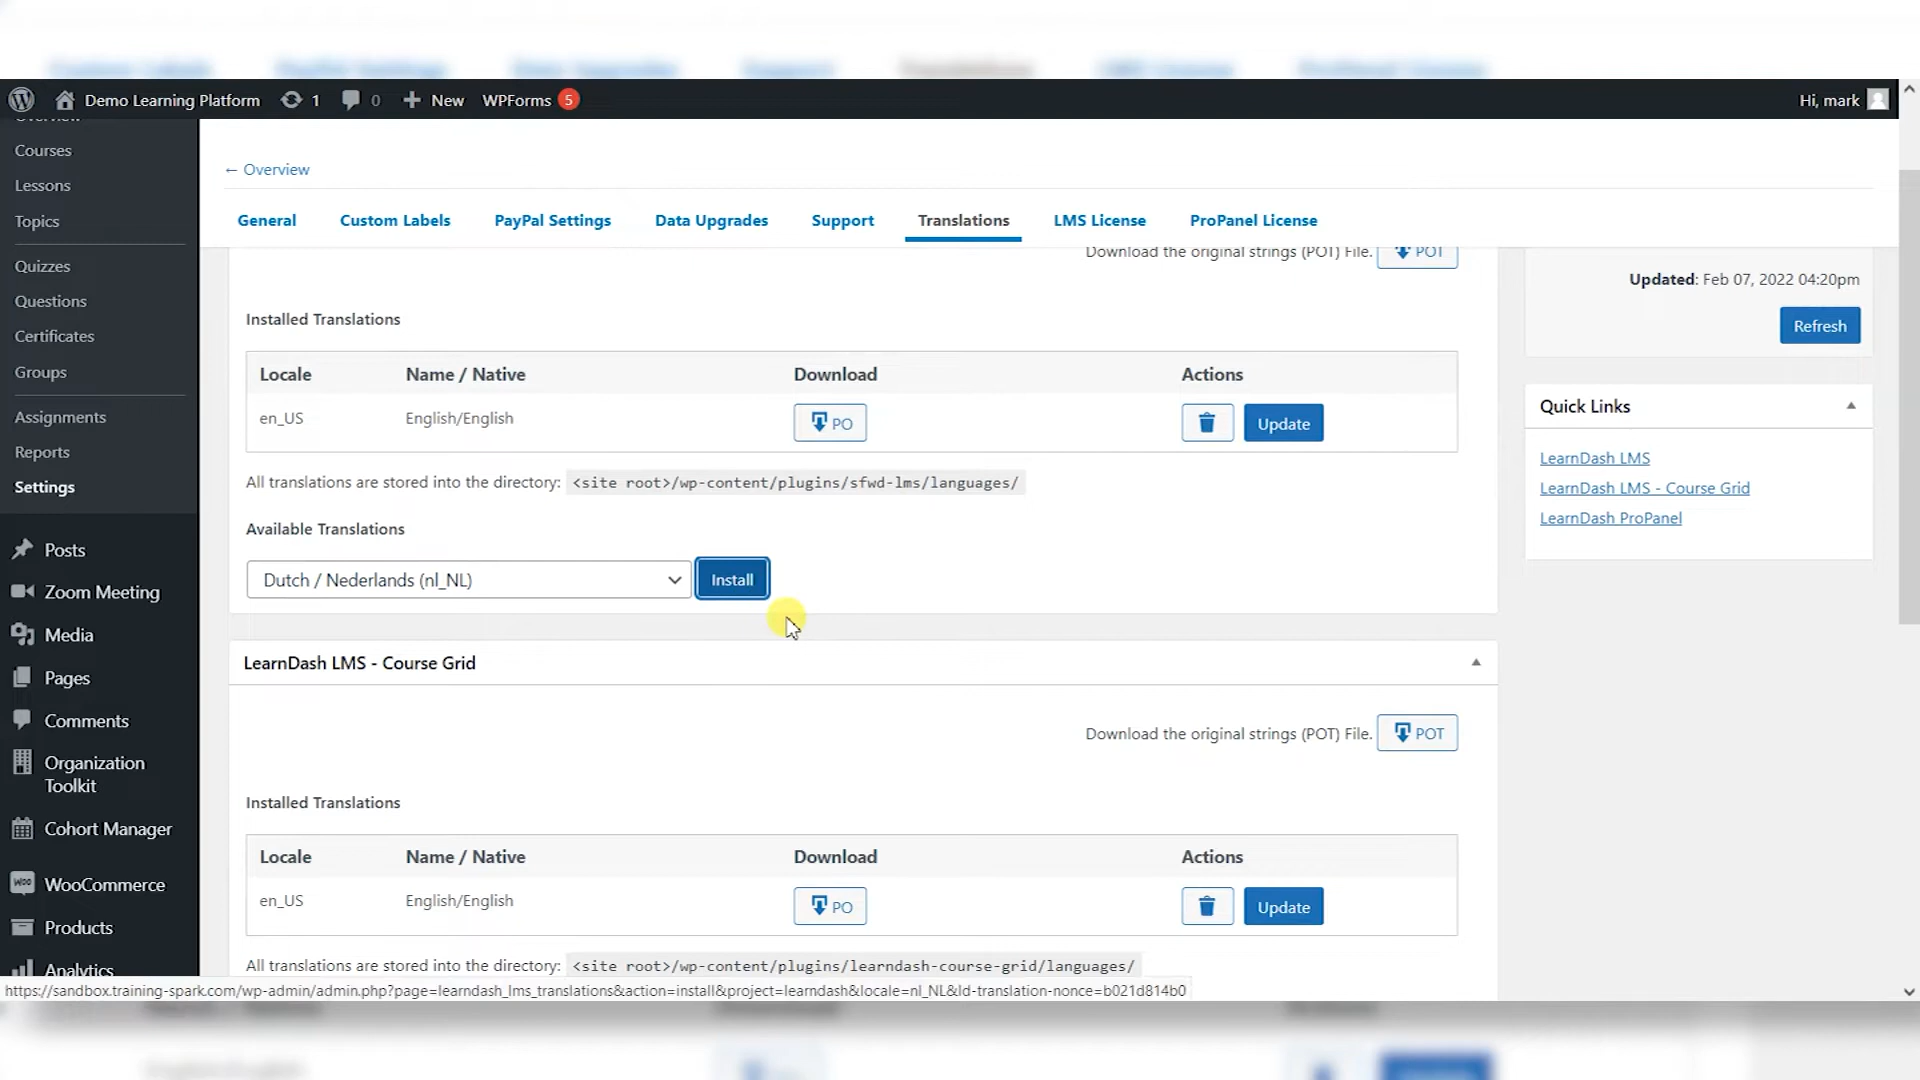 Demo Learning Platform 1 0 New WPForms 5 Hi, mark
Overview
Courses
Lessons
Topics
Quizzes
Questions
Certificates
Groups
Assignments
Reports
Settings
Posts
Zoom Meeting
Media
Pages
Comments
Organization
Toolkit
Cohort Manager
WooCommerce
Products
Analytics
← Overview
General Custom Labels PayPal Settings Data Upgrades Support Translations LMS License ProPanel License
Download the original strings (POT) File. POT
Installed Translations
Locale Name / Native Download Actions
en_US English/English PO Update
All translations are stored into the directory: <site root>/wp-content/plugins/sfwd-lms/languages/
Available Translations
Dutch / Nederlands (nl_NL) Install
LearnDash LMS - Course Grid
Download the original strings (POT) File. POT
Installed Translations
Locale Name / Native Download Actions
en_US English/English PO Update
All translations are stored into the directory: <site root>/wp-content/plugins/learndash-course-grid/languages/
Updated: Feb 07, 2022 04:20pm
Refresh
Quick Links
LearnDash LMS
LearnDash LMS - Course Grid
LearnDash ProPanel
https://sandbox.training-spark.com/wp-admin/admin.php?page=learndash_lms_translations&action=install&project=learndash&locale=nl_NL&ld-translation-nonce=b021d814b0